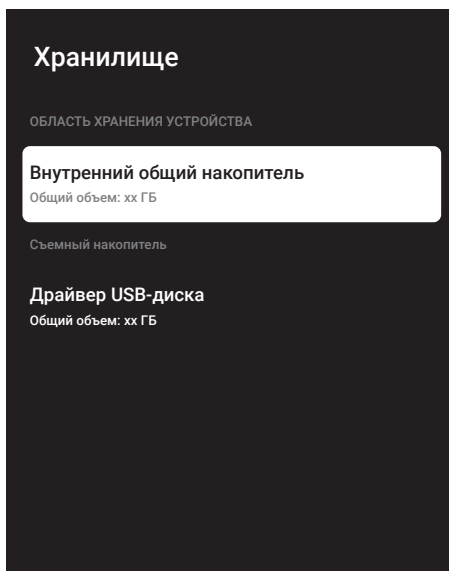 Хранилище
ОБЛАСТЬ ХРАНЕНИЯ УСТРОЙСТВА
Внутренний общий накопитель
Общий объем: xx ГБ
Съемный накопитель
Драйвер USB-диска
Общий объем: xx ГБ